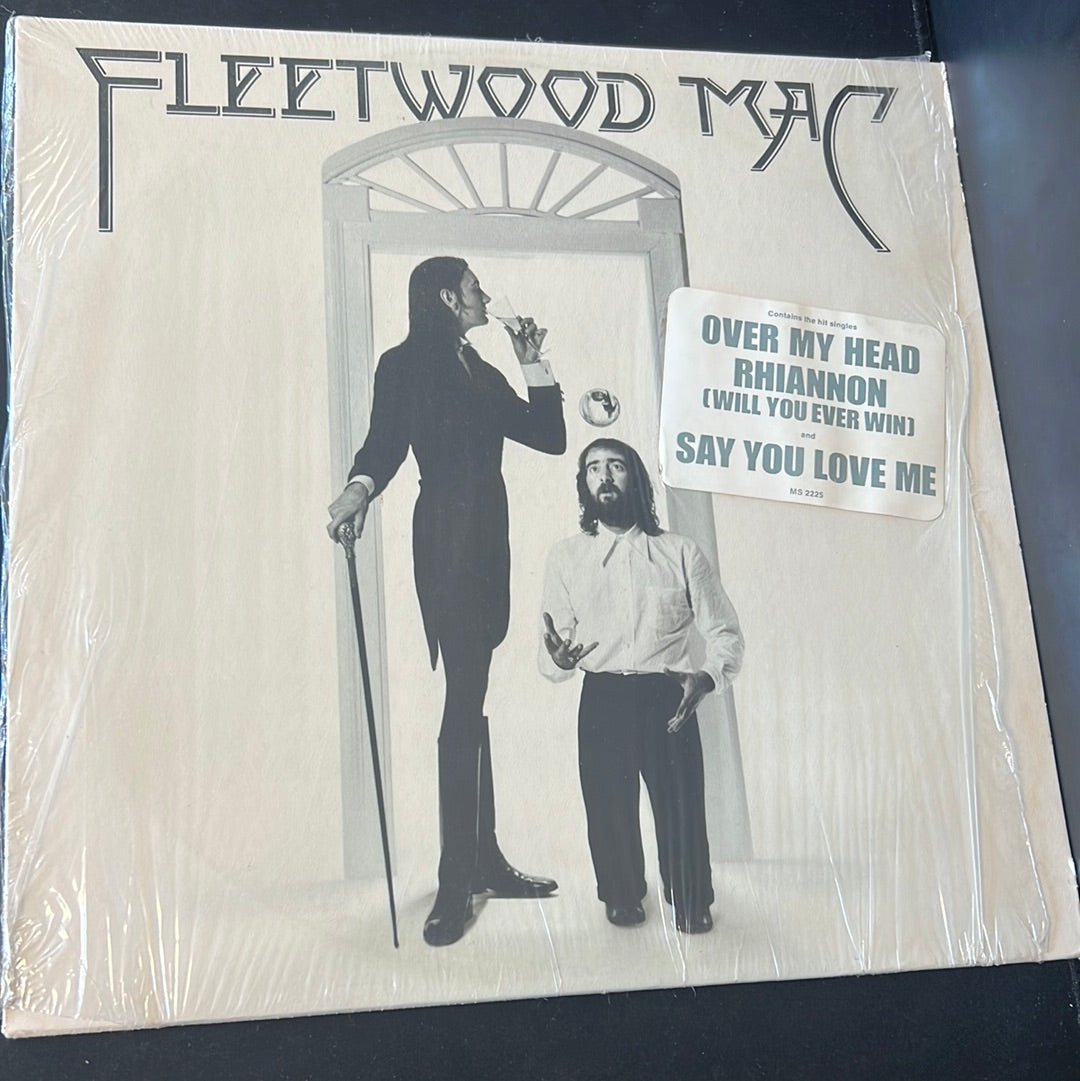 FLEETWOOD MAC
Contains the hit singles
OVER MY HEAD
RHIANNON
(WILL YOU EVER WIN)
and
SAY YOU LOVE ME
MS 2225